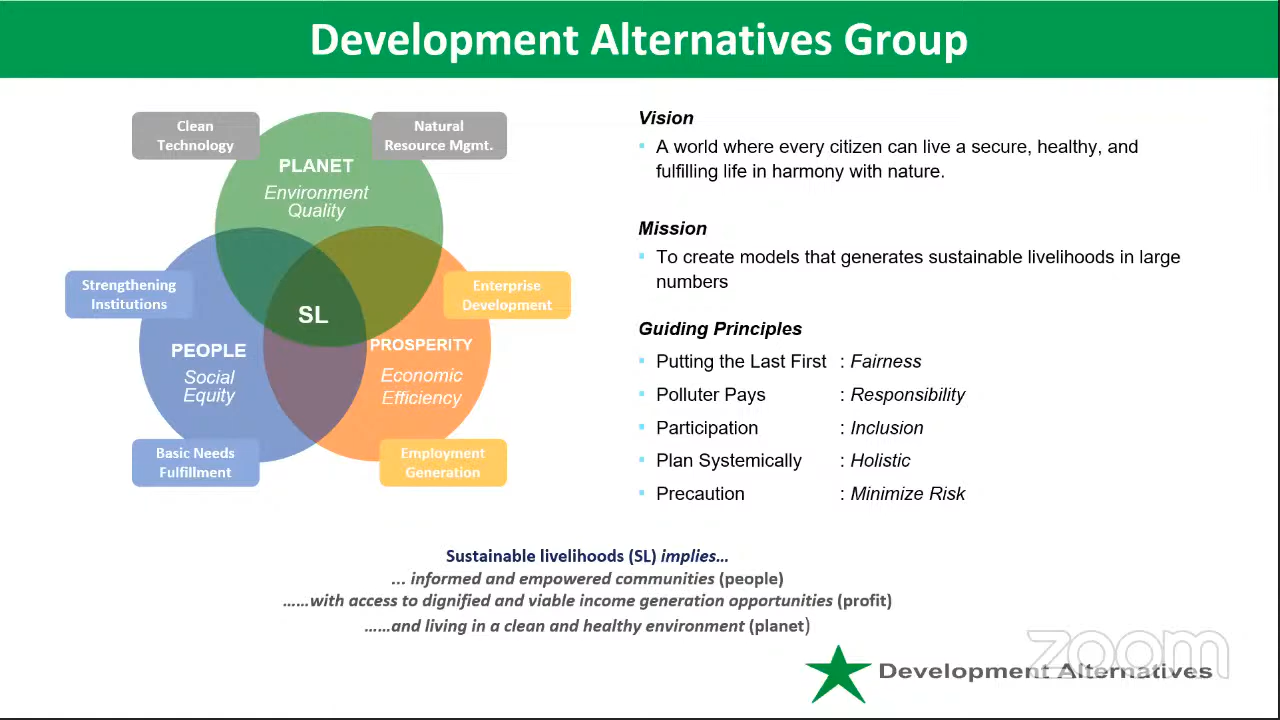 Development Alternatives Group
Clean
Technology
Natural
Resource Mgmt.
PLANET
Environment
Quality
Strengthening
Institutions
Enterprise
Development
SL
PEOPLE
Social
Equity
PROSPERITY
Economic
Efficiency
Basic Needs
Fulfillment
Employment
Generation
Vision
A world where every citizen can live a secure, healthy, and
fulfilling life in harmony with nature.
Mission
To create models that generates sustainable livelihoods in large
numbers
Guiding Principles
Putting the Last First : Fairness
Polluter Pays : Responsibility
Participation : Inclusion
Plan Systemically : Holistic
Precaution : Minimize Risk
Sustainable livelihoods (SL) implies...
... informed and empowered communities (people)
......with access to dignified and viable income generation opportunities (profit)
......and living in a clean and healthy environment (planet)
zoom
Development Alternatives